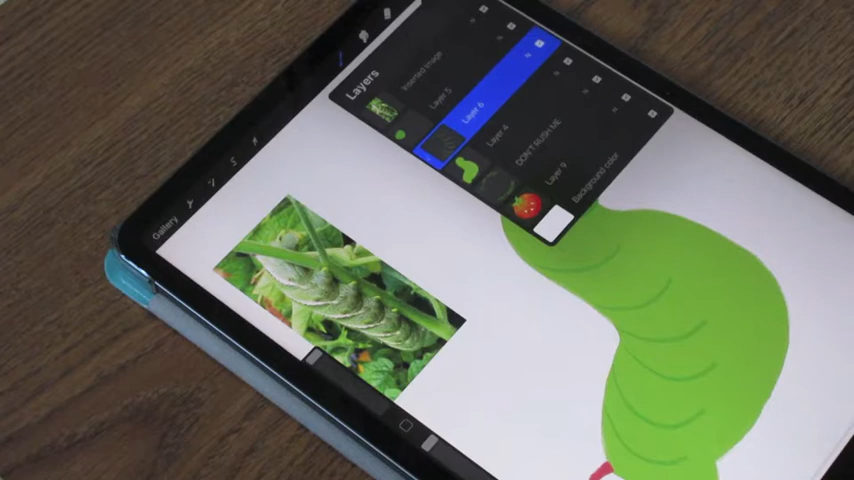 Gallery
Layers
Inserted Image
Layer 5
Layer 6
N
Layer 4
N
DON'T RUSH ME
N
Layer 9
N
Background color